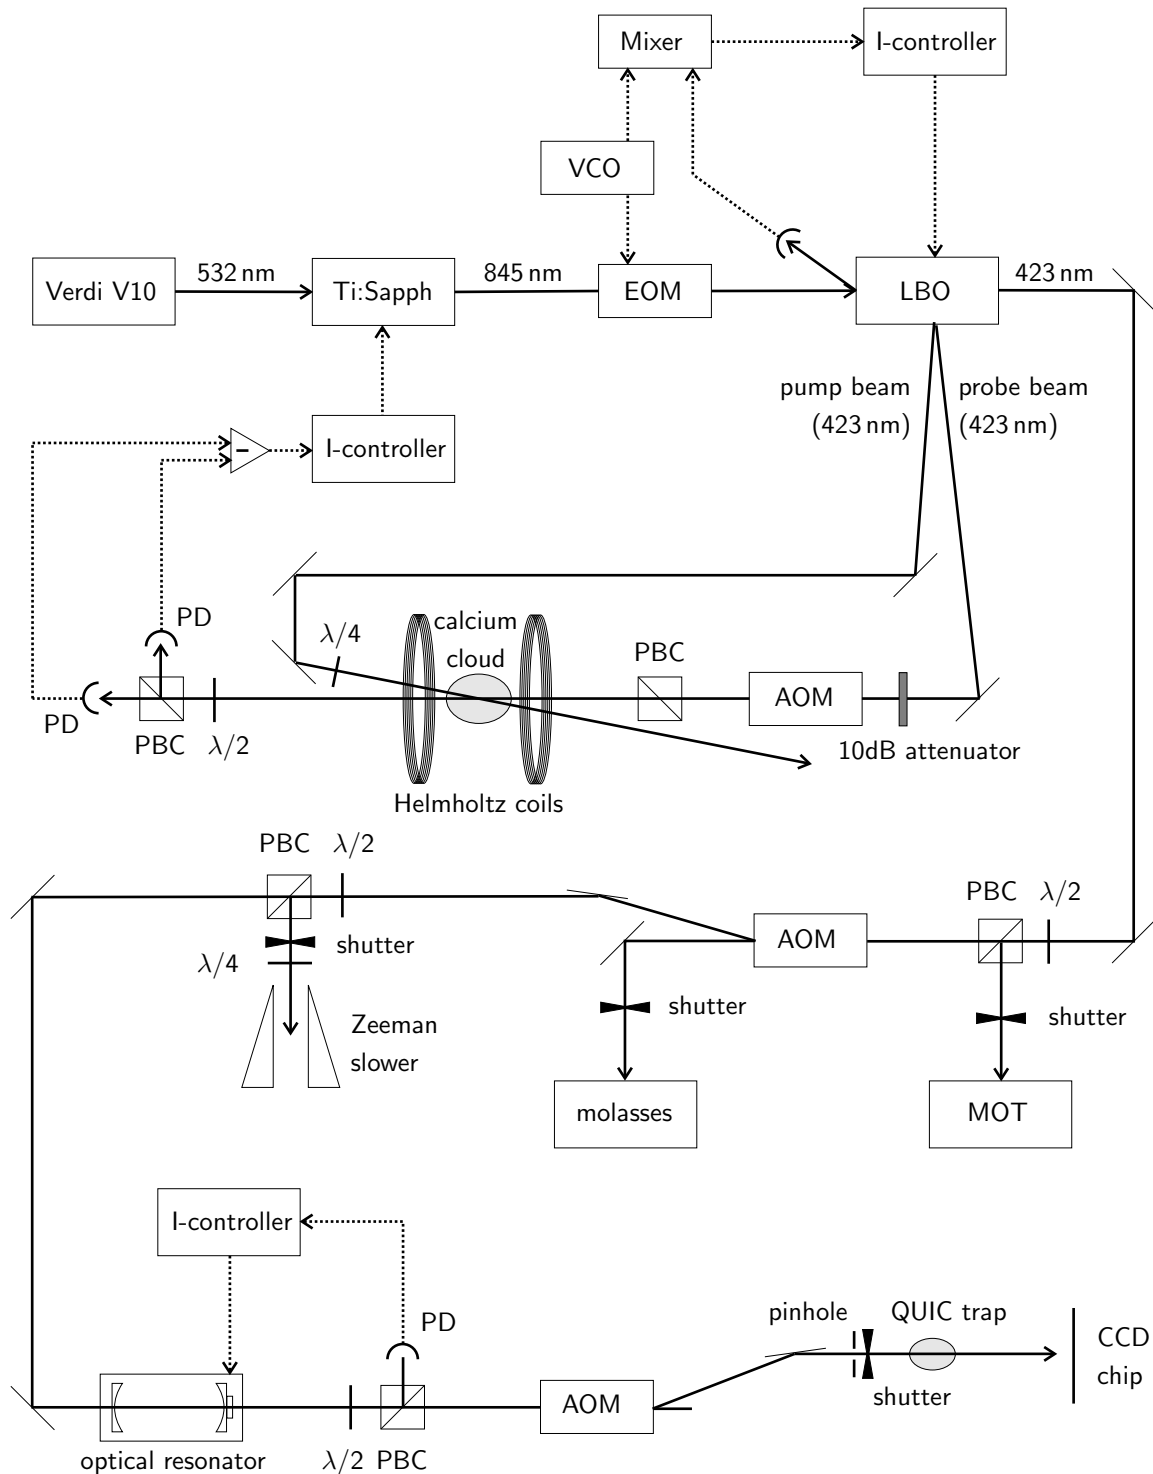 Mixer
I-controller
VCO
532 nm
845 nm
423 nm
Verdi V10
Ti:Sapph
EOM
LBO
pump beam
(423 nm)
probe beam
(423 nm)
-
I-controller
PD
λ/4
calcium
cloud
PBC
AOM
PD
PBC
λ/2
10dB attenuator
Helmholtz coils
PBC
λ/2
PBC
λ/2
AOM
shutter
λ/4
shutter
shutter
Zeeman
slower
molasses
MOT
I-controller
PD
pinhole
QUIC trap
CCD
chip
shutter
AOM
optical resonator
λ/2
PBC